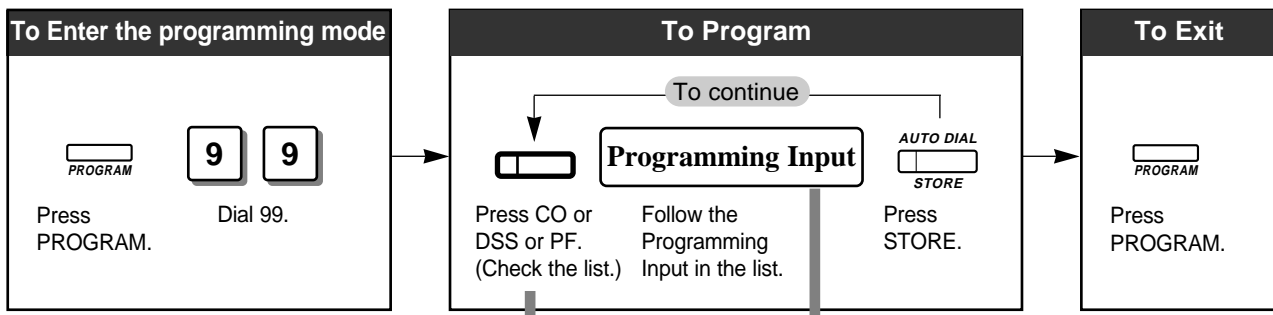 To Enter the programming mode
PROGRAM
9 9
Press
PROGRAM.
Dial 99.
To Program
To continue
Press CO or
DSS or PF.
(Check the list.)
Programming Input
Follow the
Programming
Input in the list.
AUTO DIAL
STORE
Press
STORE.
To Exit
PROGRAM
Press
PROGRAM.